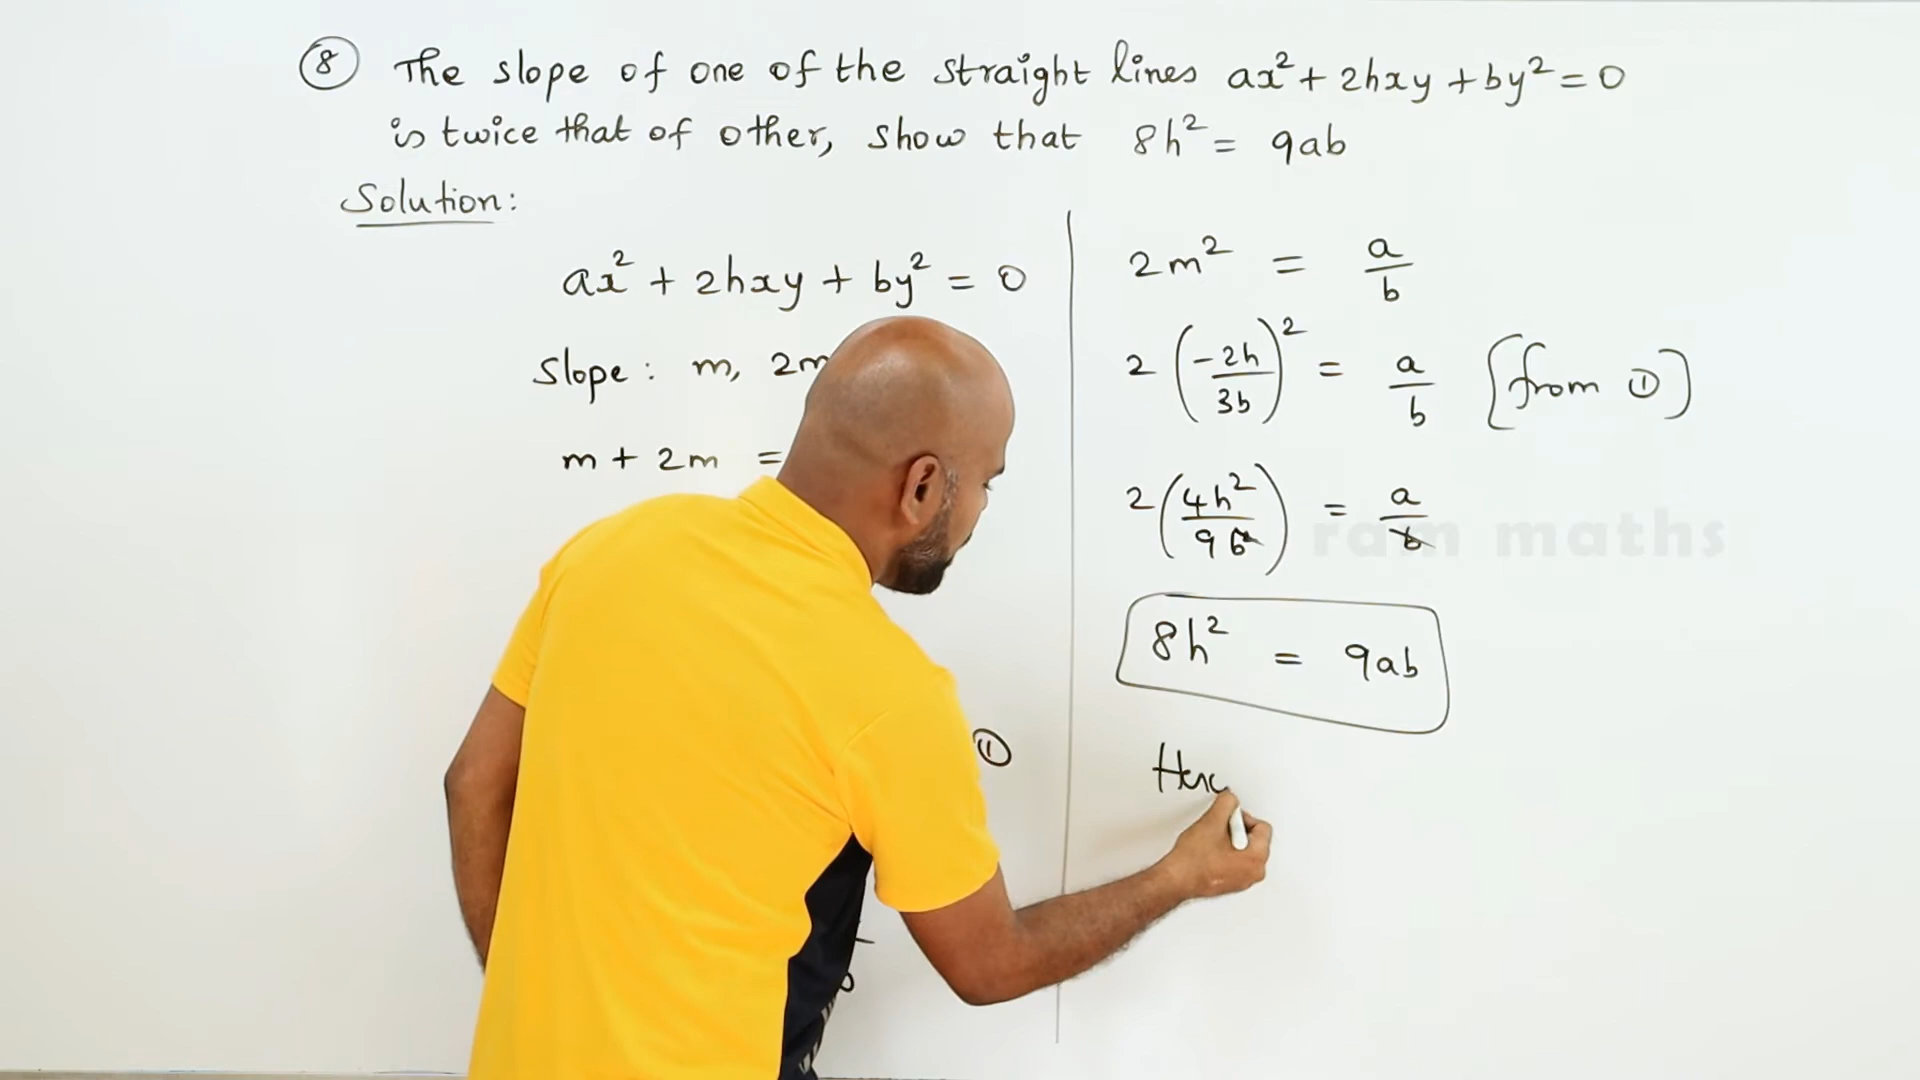 ⑧ The slope of one of the straight lines ax² + 2hxy + by² = 0
is twice that of other, show that 8h² = 9ab
Solution:
ax² + 2hxy + by² = 0
Slope: m, 2m
m + 2m =
①
2m² = a/b
2(-2h/3b)² = a/b [from ①]
2(4h²/9b²) = a/b
ram maths
8h² = 9ab
Henc